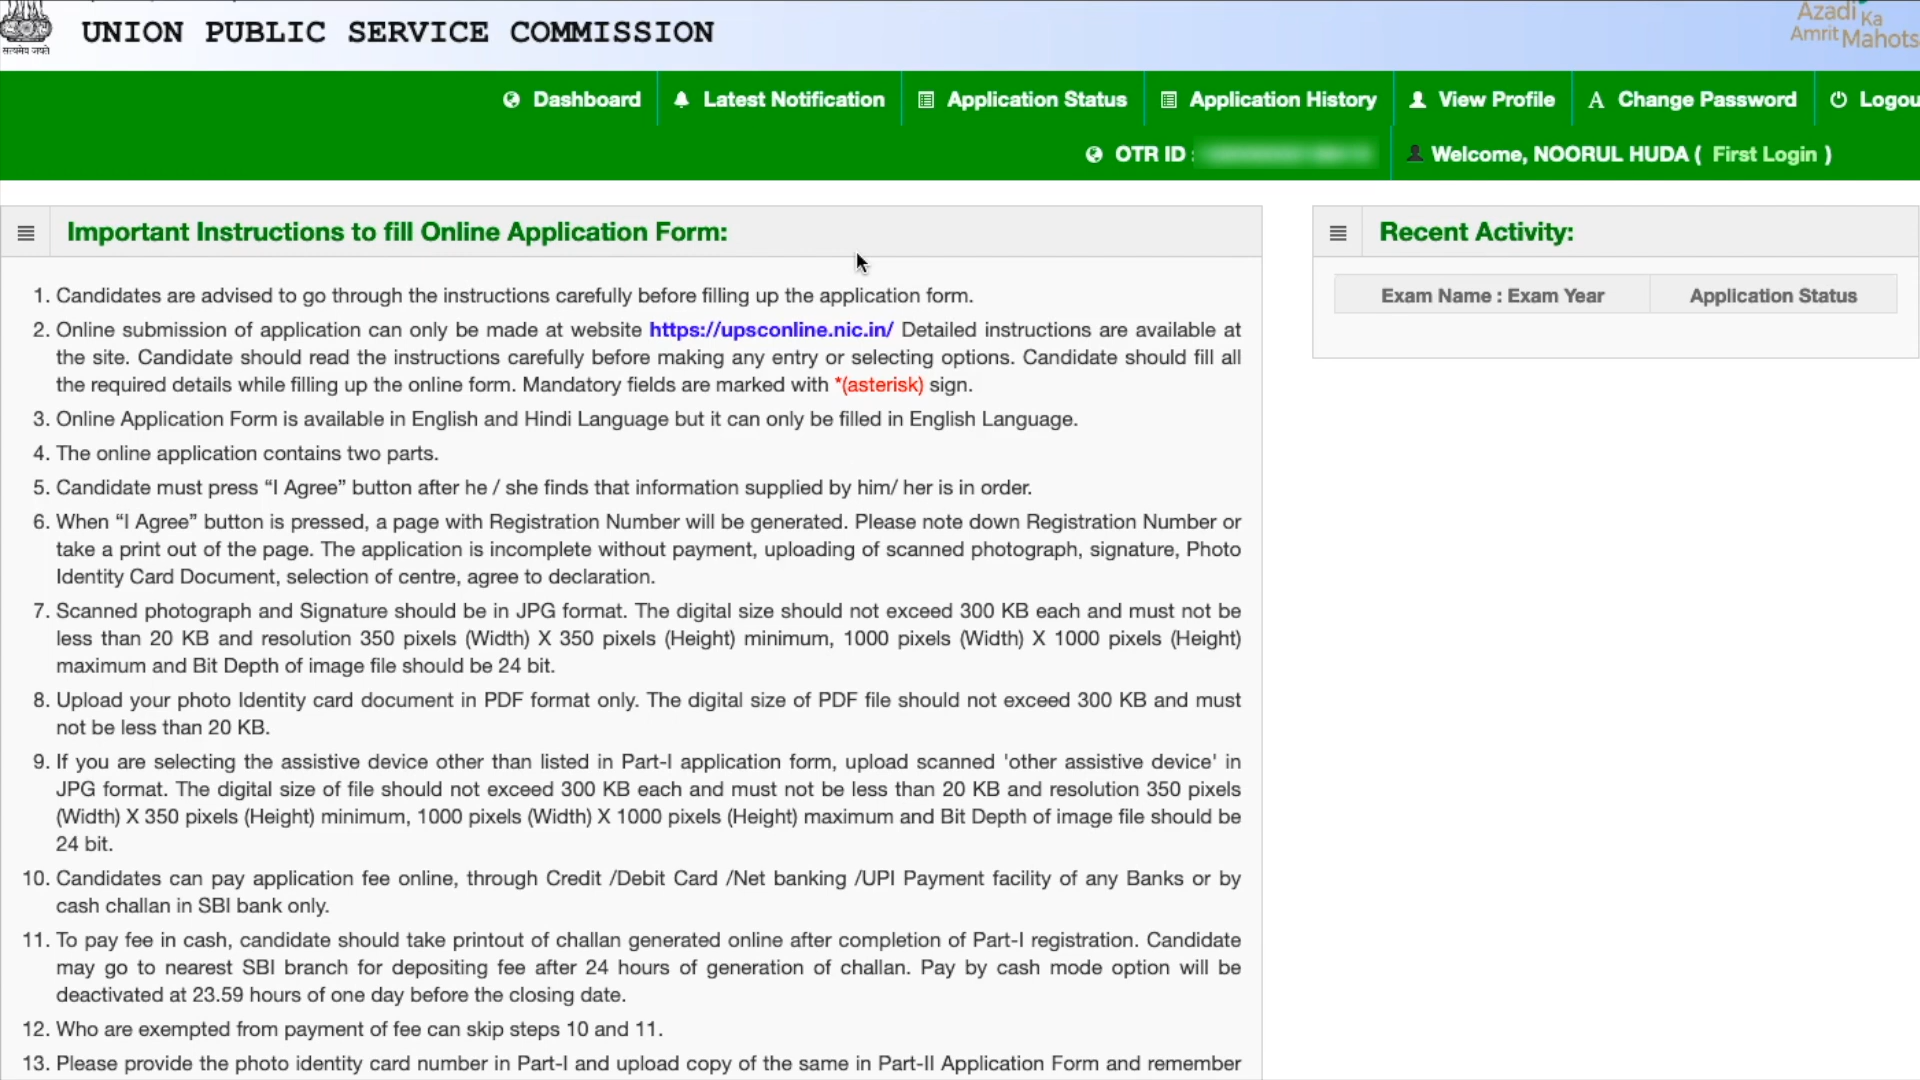 सत्यमेव जयते
UNION PUBLIC SERVICE COMMISSION
Azadi Ka
Amrit Mahots
Dashboard
Latest Notification
Application Status
Application History
View Profile
Change Password
Logou
OTR ID :
Welcome, NOORUL HUDA ( First Login )
Important Instructions to fill Online Application Form:
1. Candidates are advised to go through the instructions carefully before filling up the application form.
2. Online submission of application can only be made at website https://upsconline.nic.in/ Detailed instructions are available at
the site. Candidate should read the instructions carefully before making any entry or selecting options. Candidate should fill all
the required details while filling up the online form. Mandatory fields are marked with *(asterisk) sign.
3. Online Application Form is available in English and Hindi Language but it can only be filled in English Language.
4. The online application contains two parts.
5. Candidate must press “I Agree” button after he / she finds that information supplied by him/ her is in order.
6. When “I Agree” button is pressed, a page with Registration Number will be generated. Please note down Registration Number or
take a print out of the page. The application is incomplete without payment, uploading of scanned photograph, signature, Photo
Identity Card Document, selection of centre, agree to declaration.
7. Scanned photograph and Signature should be in JPG format. The digital size should not exceed 300 KB each and must not be
less than 20 KB and resolution 350 pixels (Width) X 350 pixels (Height) minimum, 1000 pixels (Width) X 1000 pixels (Height)
maximum and Bit Depth of image file should be 24 bit.
8. Upload your photo Identity card document in PDF format only. The digital size of PDF file should not exceed 300 KB and must
not be less than 20 KB.
9. If you are selecting the assistive device other than listed in Part-I application form, upload scanned 'other assistive device' in
JPG format. The digital size of file should not exceed 300 KB each and must not be less than 20 KB and resolution 350 pixels
(Width) X 350 pixels (Height) minimum, 1000 pixels (Width) X 1000 pixels (Height) maximum and Bit Depth of image file should be
24 bit.
10. Candidates can pay application fee online, through Credit /Debit Card /Net banking /UPI Payment facility of any Banks or by
cash challan in SBI bank only.
11. To pay fee in cash, candidate should take printout of challan generated online after completion of Part-I registration. Candidate
may go to nearest SBI branch for depositing fee after 24 hours of generation of challan. Pay by cash mode option will be
deactivated at 23.59 hours of one day before the closing date.
12. Who are exempted from payment of fee can skip steps 10 and 11.
13. Please provide the photo identity card number in Part-I and upload copy of the same in Part-II Application Form and remember
Recent Activity:
Exam Name : Exam Year
Application Status